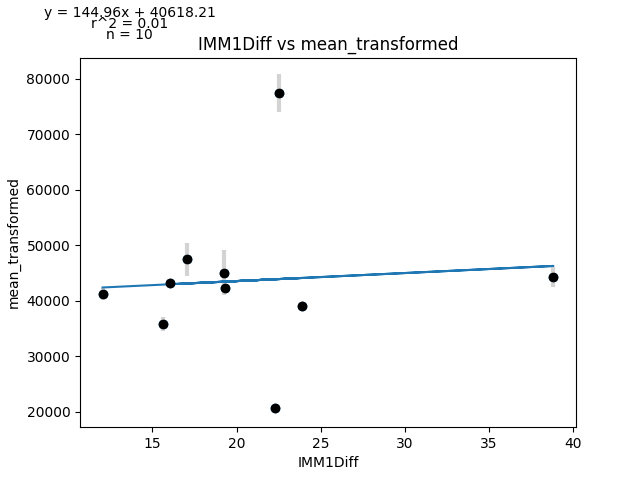 y = 144.96x + 40618.21
r^2 = 0.01
n = 10
IMM1Diff vs mean_transformed
80000
70000
60000
50000
40000
30000
20000
mean_transformed
15
20
25
30
35
40
IMM1Diff